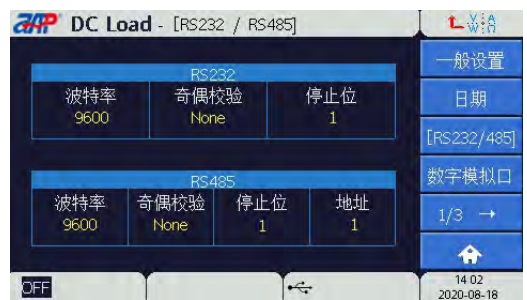 ZAP DC Load - [RS232 / RS485]
RS232
波特率 奇偶校验 停止位
9600 None 1
RS485
波特率 奇偶校验 停止位 地址
9600 None 1 1
一般设置
日期
[RS232/485]
数字模拟口
1/3 →
OFF
14 02
2020-08-18